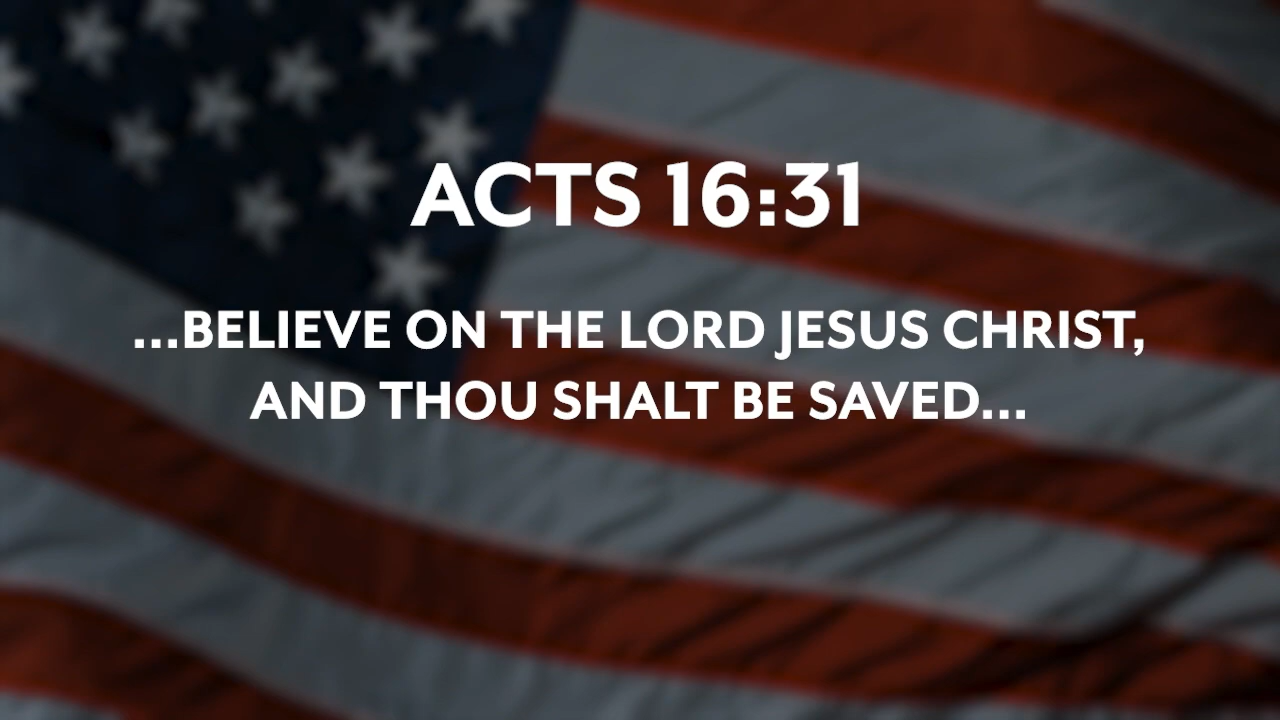 ACTS 16:31
...BELIEVE ON THE LORD JESUS CHRIST,
AND THOU SHALT BE SAVED...